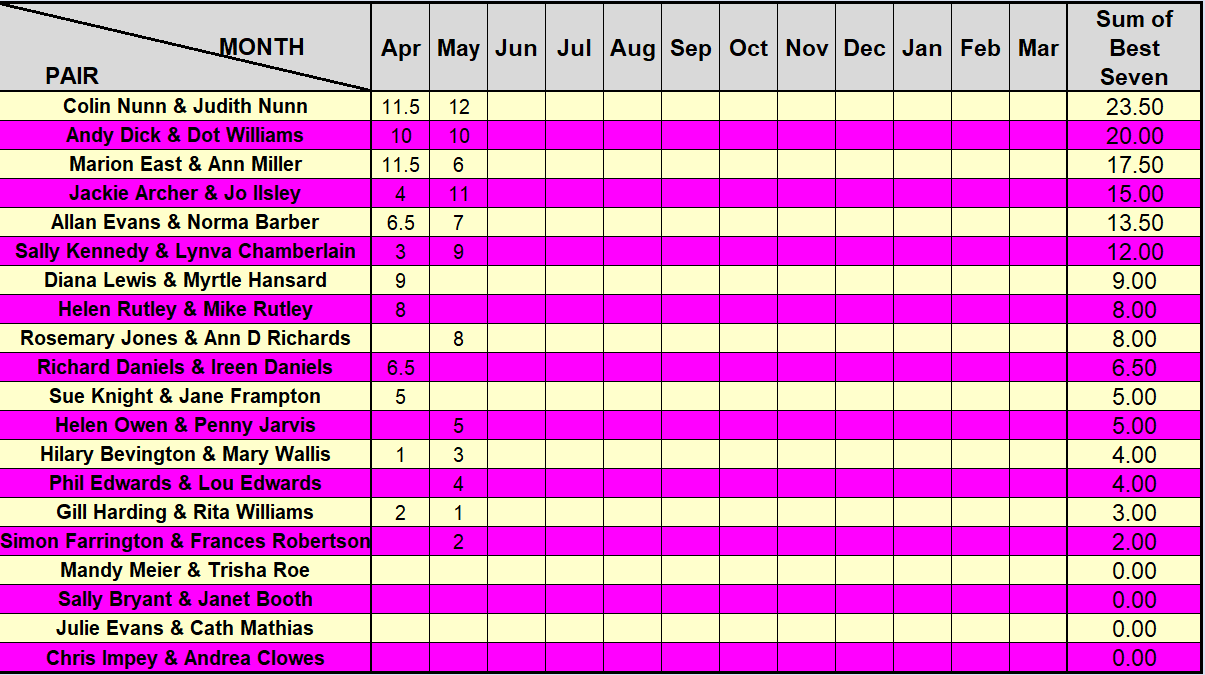 MONTH
PAIR
Apr May Jun Jul Aug Sep Oct Nov Dec Jan Feb Mar Sum of Best Seven
Colin Nunn & Judith Nunn 11.5 12 23.50
Andy Dick & Dot Williams 10 10 20.00
Marion East & Ann Miller 11.5 6 17.50
Jackie Archer & Jo Ilsley 4 11 15.00
Allan Evans & Norma Barber 6.5 7 13.50
Sally Kennedy & Lynva Chamberlain 3 9 12.00
Diana Lewis & Myrtle Hansard 9 9.00
Helen Rutley & Mike Rutley 8 8.00
Rosemary Jones & Ann D Richards 8 8.00
Richard Daniels & Ireen Daniels 6.5 6.50
Sue Knight & Jane Frampton 5 5.00
Helen Owen & Penny Jarvis 5 5.00
Hilary Bevington & Mary Wallis 1 3 4.00
Phil Edwards & Lou Edwards 4 4.00
Gill Harding & Rita Williams 2 1 3.00
Simon Farrington & Frances Robertson 2 2.00
Mandy Meier & Trisha Roe 0.00
Sally Bryant & Janet Booth 0.00
Julie Evans & Cath Mathias 0.00
Chris Impey & Andrea Clowes 0.00